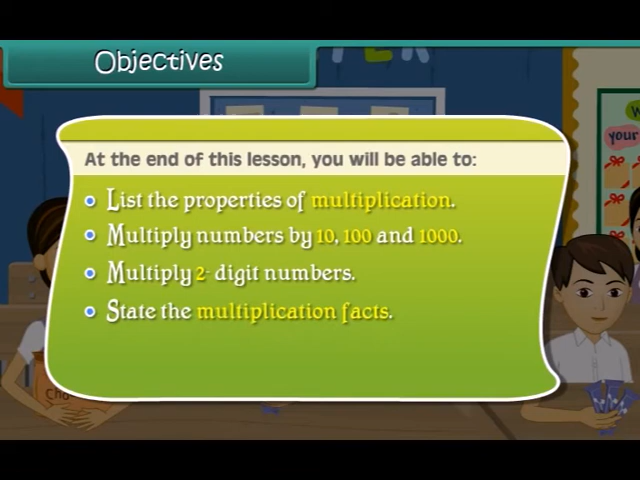 Objectives
At the end of this lesson, you will be able to:
List the properties of multiplication.
Multiply numbers by 10, 100 and 1000.
Multiply 2- digit numbers.
State the multiplication facts.
your